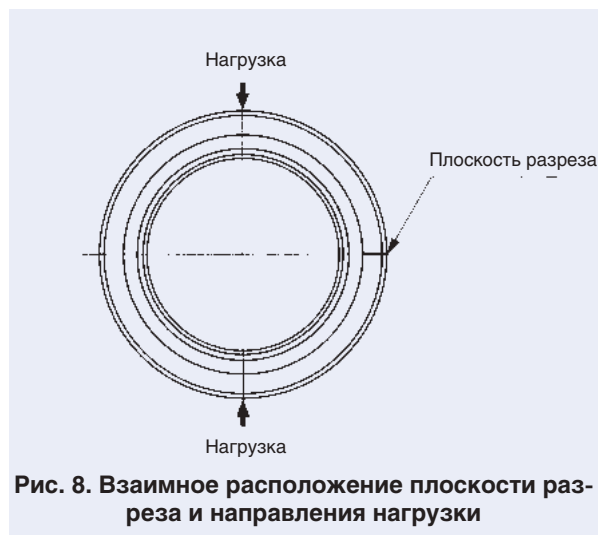 Нагрузка
Плоскость разреза
Нагрузка
Рис. 8. Взаимное расположение плоскости раз-
реза и направления нагрузки